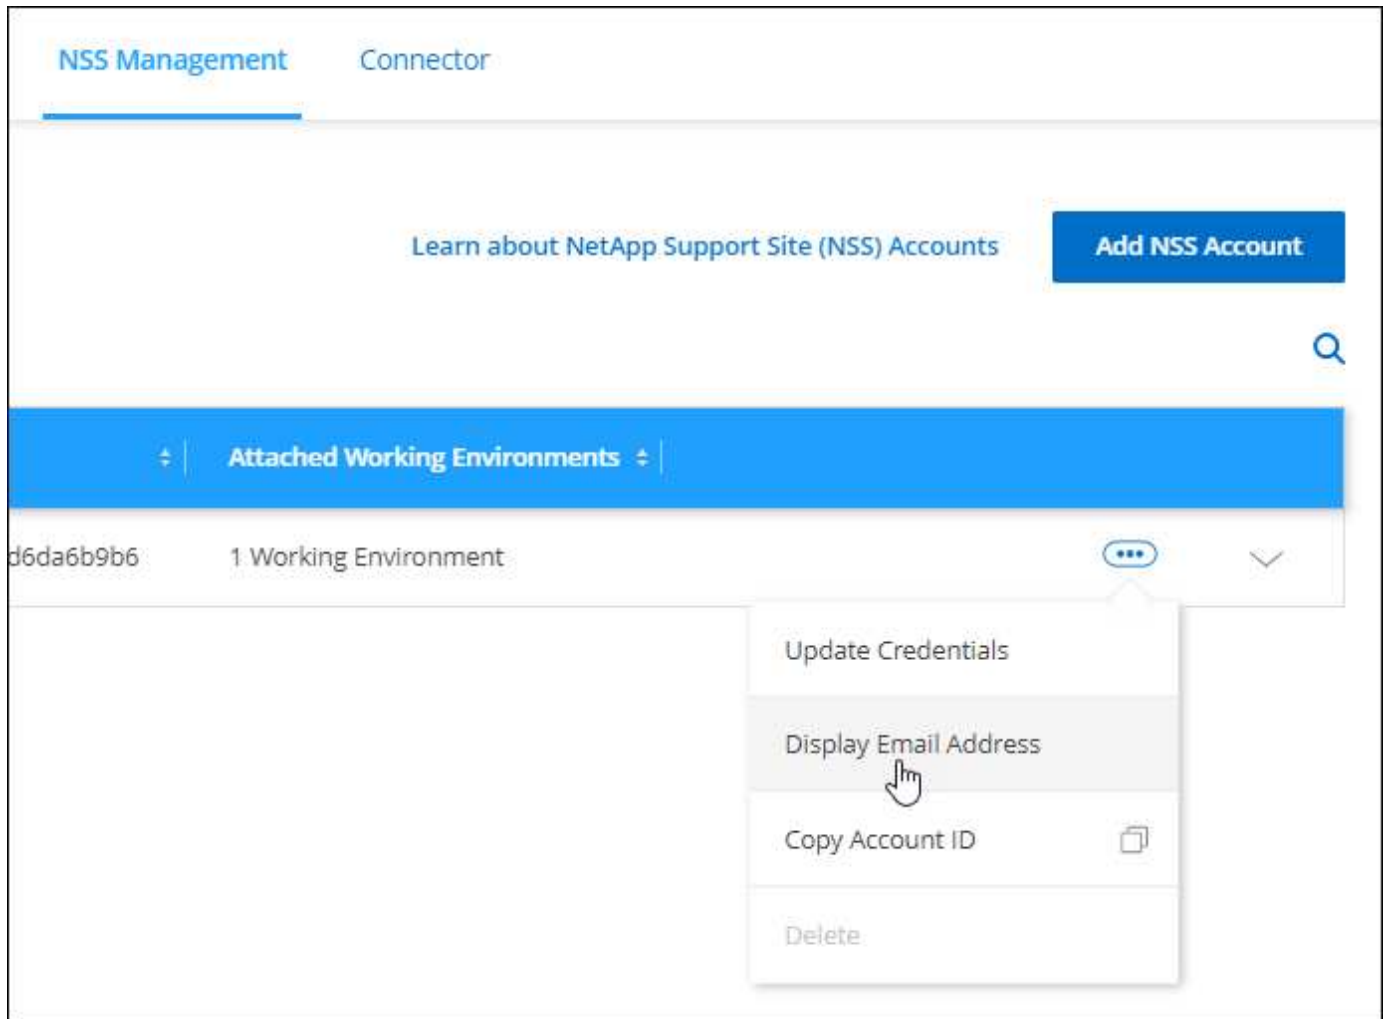 NSS Management Connector
Learn about NetApp Support Site (NSS) Accounts Add NSS Account
Attached Working Environments
d6da6b9b6 1 Working Environment
Update Credentials
Display Email Address
Copy Account ID
Delete